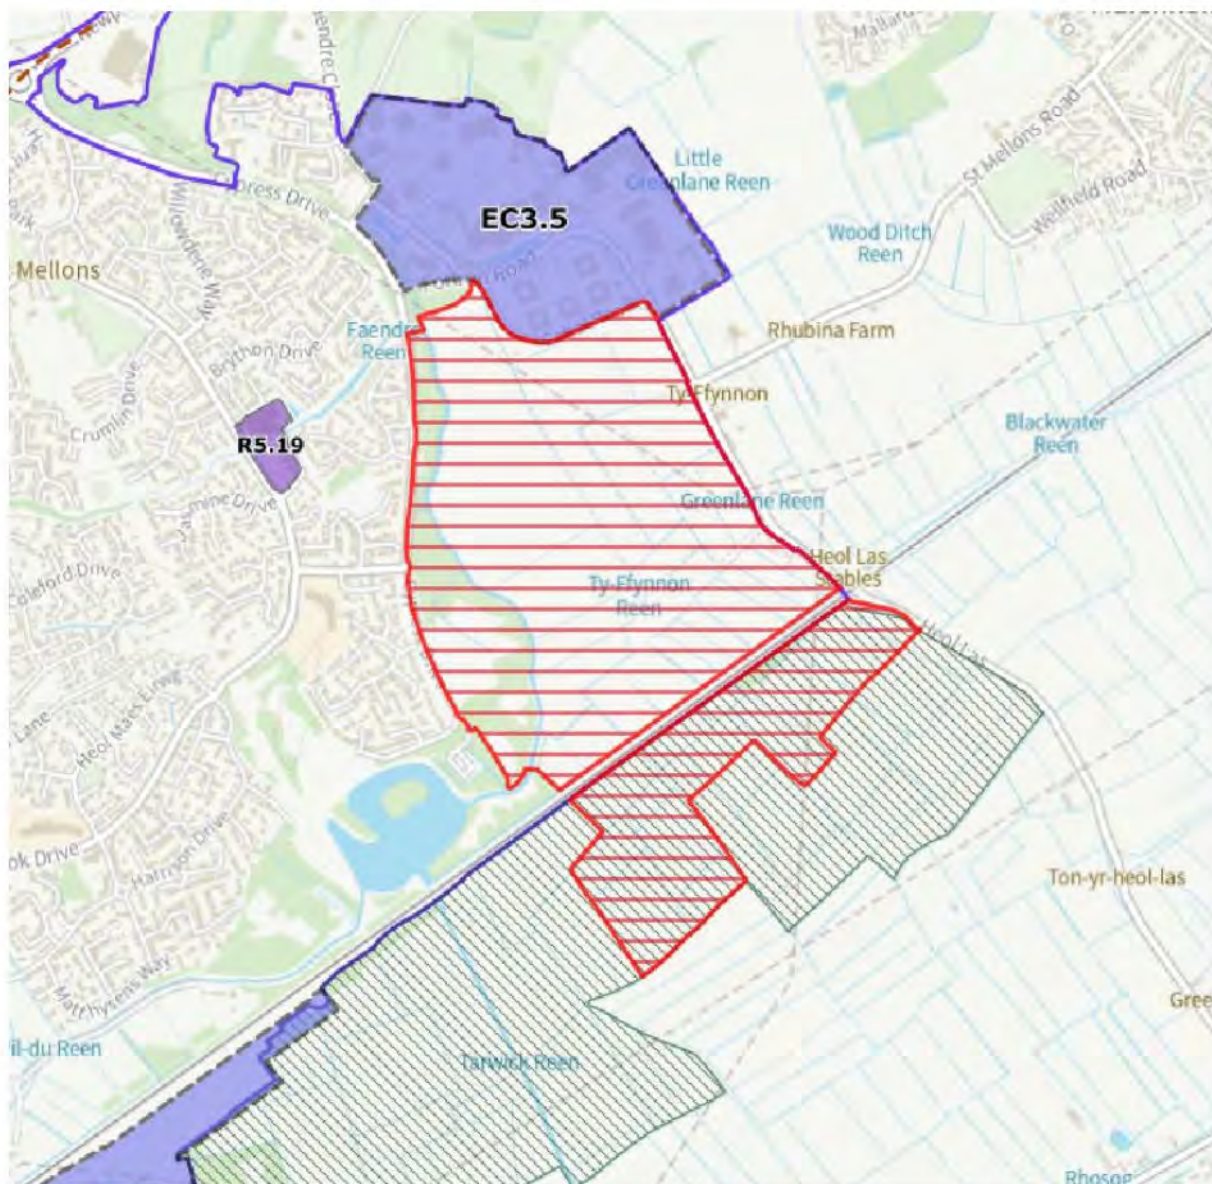 Mallard
St Mellons Road
Wellfield Road
Little
Greenlane Reen
Wood Ditch
Reen
Cypress Drive
Willowdene Way
EC3.5
Mellons
Faendre
Reen
Rhubina Farm
Brython Drive
Crumlin Drive
Ty-Ffynnon
R5.19
Blackwater
Reen
Jasmine Drive
Greenlane Reen
Coleford Drive
Heol Las
Stables
Ty-Ffynnon
Reen
Heol Las
Heol Maes Eirwg
Lane
ok Drive
Harrison Drive
Ton-yr-heol-las
Matthysens Way
Gree
il-du Reen
Tarwick Reen
Rhosog